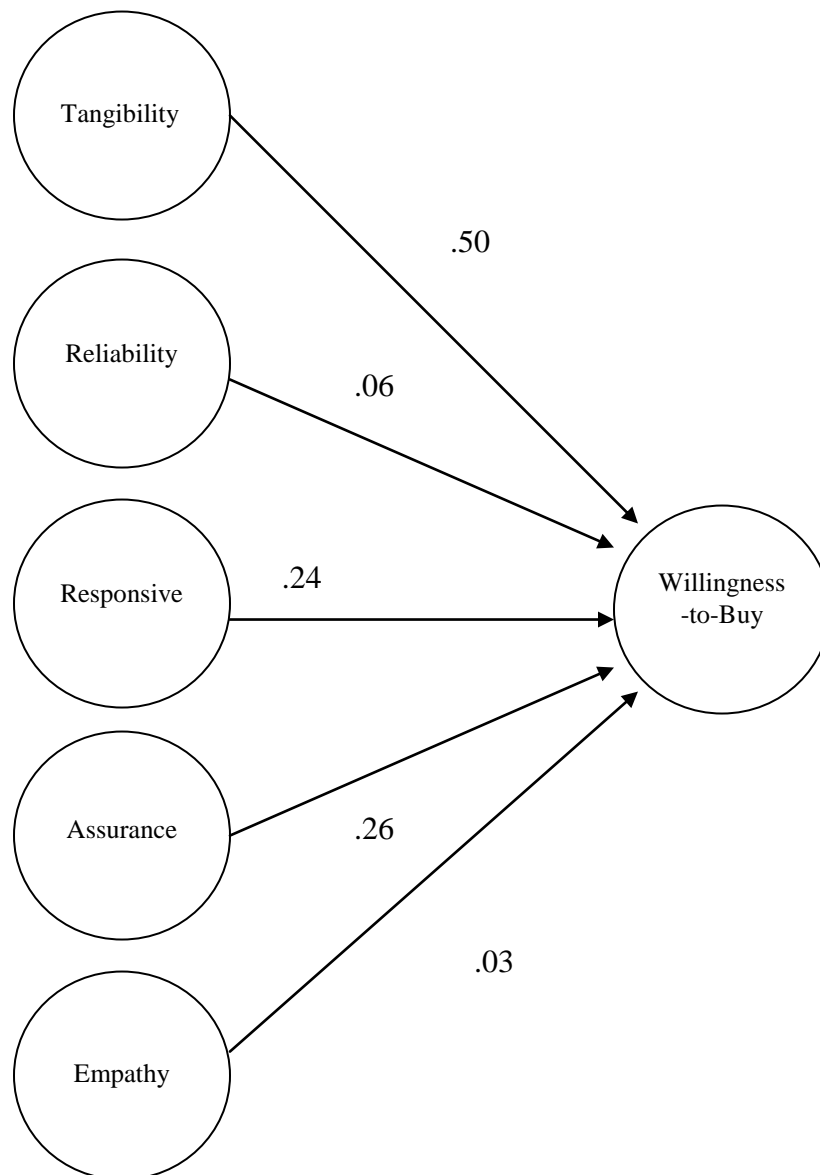 Tangibility
.50
Reliability
.06
Responsive
.24
Willingness
-to-Buy
Assurance
.26
.03
Empathy